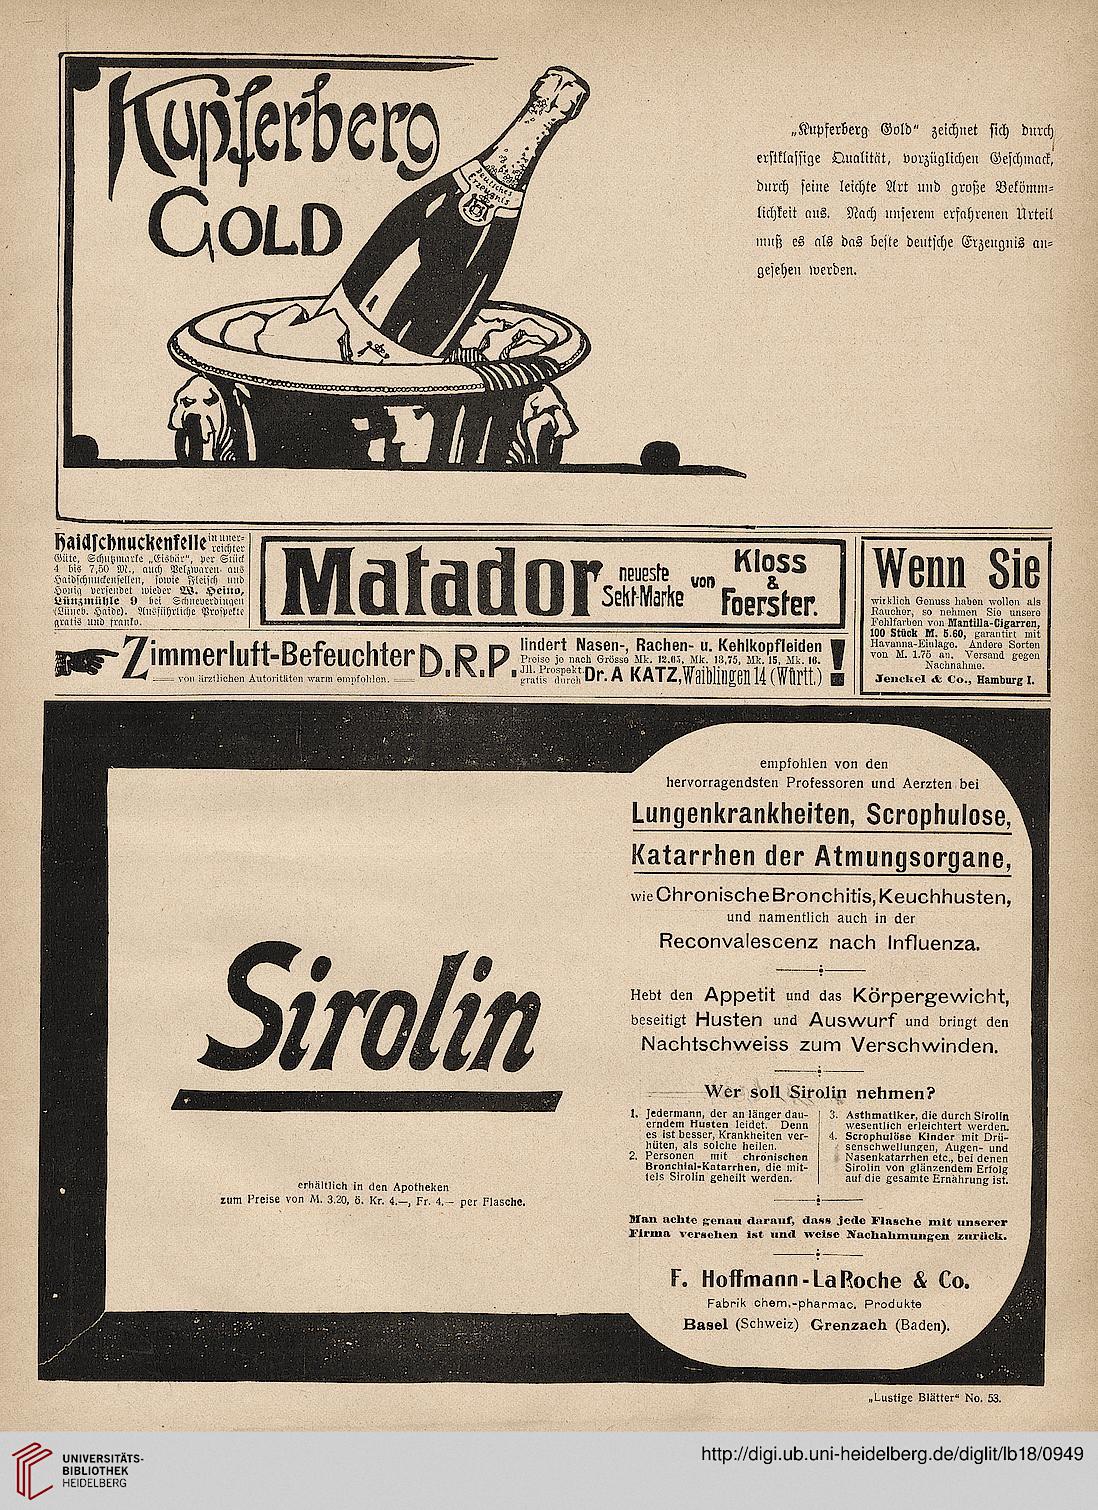 Kupferberg
GOLD
Deutsches
Erzeugnis
„Kupferberg Gold“ zeichnet sich durch
erstklassige Qualität, vorzüglichen Geschmack,
durch seine leichte Art und große Bekömm-
lichkeit aus. Nach unserem erfahrenen Urteil
muß es als das beste deutsche Erzeugnis an-
gesehen werden.
Haidschnuckenfelle in uner-
reichter
Güte, Schutzmarke „Eisbär“, per Stück
4 bis 7,50 M., auch Pelzwaren aus
Haidschnuckenfellen, sowie Fleisch und
Honig versendet wieder W. Heino,
Lünzmühle 9 bei Schneverdingen
(Lüneb. Haide). Ausführliche Prospekte
gratis und franko.
Matador neueste
Sekt-Marke von Kloss
&
Foerster.
Zimmerluft-Befeuchter D.R.P.
von ärztlichen Autoritäten warm empfohlen.
lindert Nasen-, Rachen- u. Kehlkopfleiden !
Preise je nach Grösse Mk. 12.05, Mk. 13,75, Mk. 15, Mk. 16.
Jll. Prospekt
gratis durch Dr. A KATZ, Waiblingen 14 (Württ.)
Wenn Sie
wirklich Genuss haben wollen als
Raucher, so nehmen Sie unsere
Fehlfarben von Mantilla-Cigarren,
100 Stück M. 5.60, garantirt mit
Havanna-Einlage. Andere Sorten
von M. 1.75 an. Versand gegen
Nachnahme.
Jenckel & Co., Hamburg I.
Sirolin
erhältlich in den Apotheken
zum Preise von M. 3.20, ö. Kr. 4.—, Fr. 4.— per Flasche.
empfohlen von den
hervorragendsten Professoren und Aerzten bei
Lungenkrankheiten, Scrophulose,
Katarrhen der Atmungsorgane,
wie Chronische Bronchitis, Keuchhusten,
und namentlich auch in der
Reconvalescenz nach Influenza.
Hebt den Appetit und das Körpergewicht,
beseitigt Husten und Auswurf und bringt den
Nachtschweiss zum Verschwinden.
Wer soll Sirolin nehmen?
1. Jedermann, der an länger dau-
erndem Husten leidet. Denn
es ist besser, Krankheiten ver-
hüten, als solche heilen.
2. Personen mit chronischen
Bronchial-Katarrhen, die mit-
tels Sirolin geheilt werden.
3. Asthmatiker, die durch Sirolin
wesentlich erleichtert werden.
4. Scrophulöse Kinder mit Drü-
senschwellungen, Augen- und
Nasenkatarrhen etc., bei denen
Sirolin von glänzendem Erfolg
auf die gesamte Ernährung ist.
Man achte genau darauf, dass jede Flasche mit unserer
Firma versehen ist und weise Nachahmungen zurück.
F. Hoffmann-La Roche & Co.
Fabrik chem.-pharmac. Produkte
Basel (Schweiz) Grenzach (Baden).
„Lustige Blätter“ No. 53.
UNIVERSITÄTS-
BIBLIOTHEK
HEIDELBERG
http://digi.ub.uni-heidelberg.de/diglit/lb18/0949